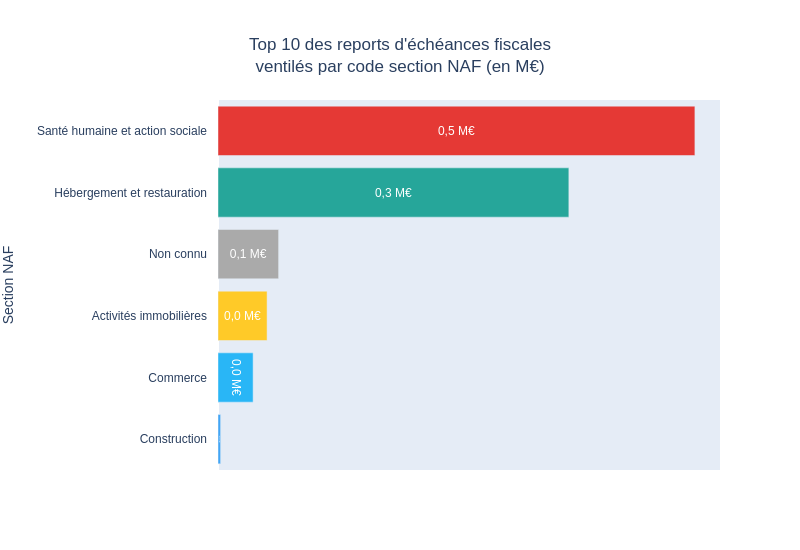 Top 10 des reports d'échéances fiscales
ventilés par code section NAF (en M€)
Section NAF
Santé humaine et action sociale
0,5 M€
Hébergement et restauration
0,3 M€
Non connu
0,1 M€
Activités immobilières
0,0 M€
Commerce
0,0 M€
Construction